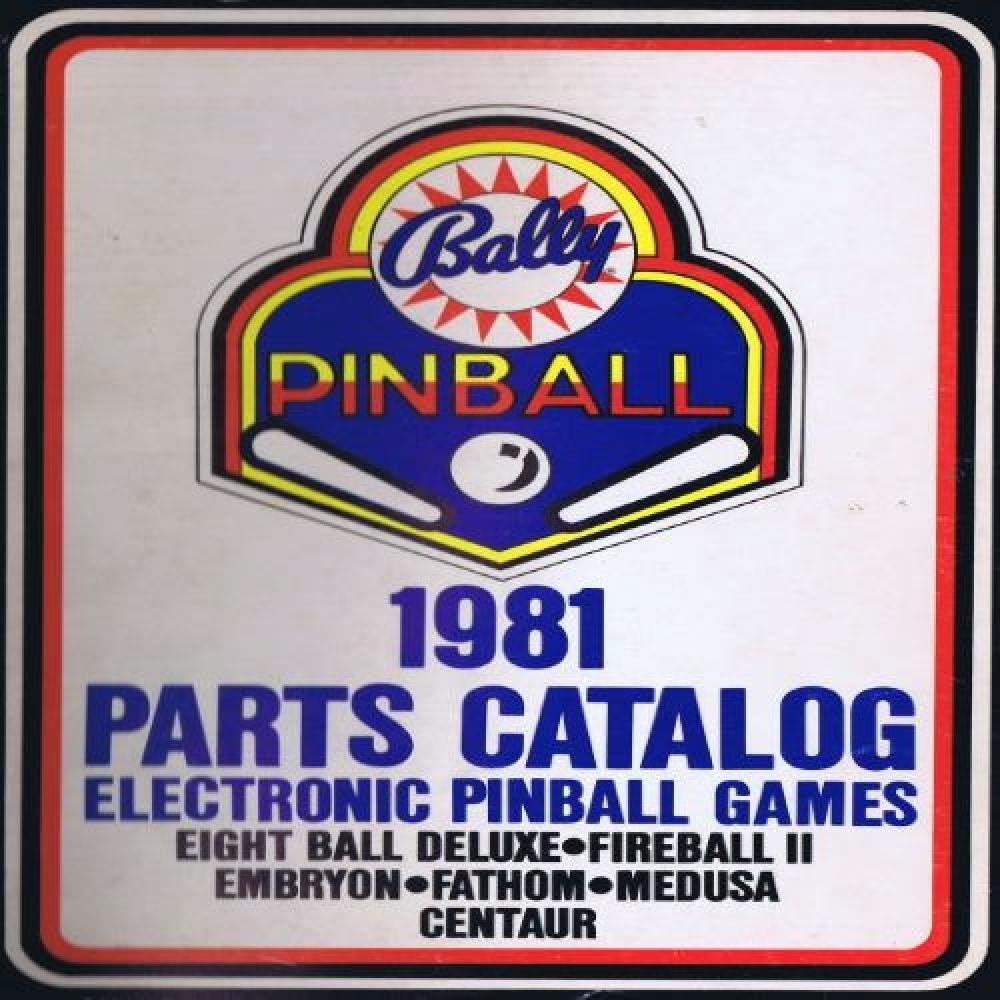 Bally
PINBALL
1981
PARTS CATALOG
ELECTRONIC PINBALL GAMES
EIGHT BALL DELUXE•FIREBALL II
EMBRYON•FATHOM•MEDUSA
CENTAUR